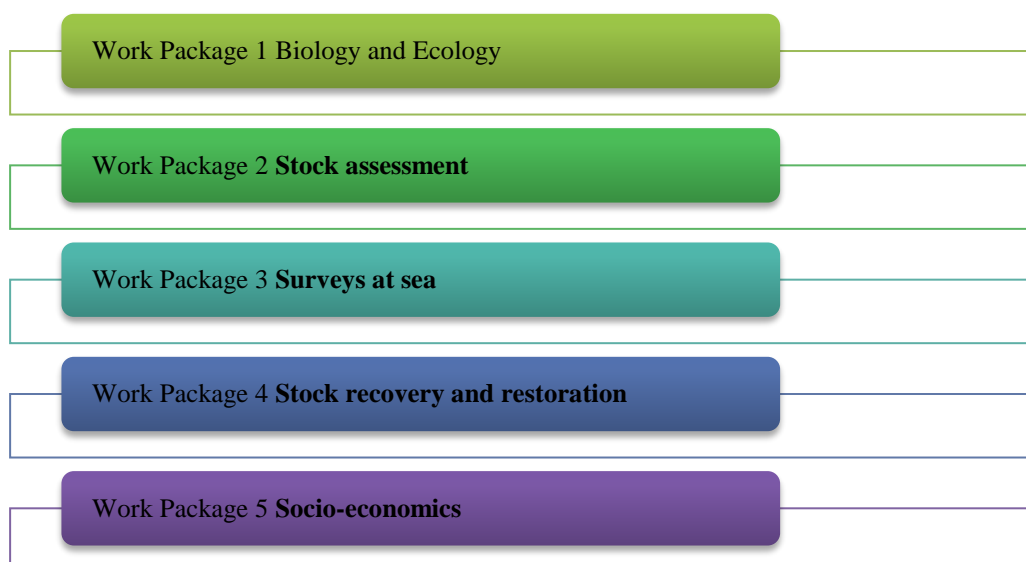 Work Package 1 Biology and Ecology
Work Package 2 Stock assessment
Work Package 3 Surveys at sea
Work Package 4 Stock recovery and restoration
Work Package 5 Socio-economics